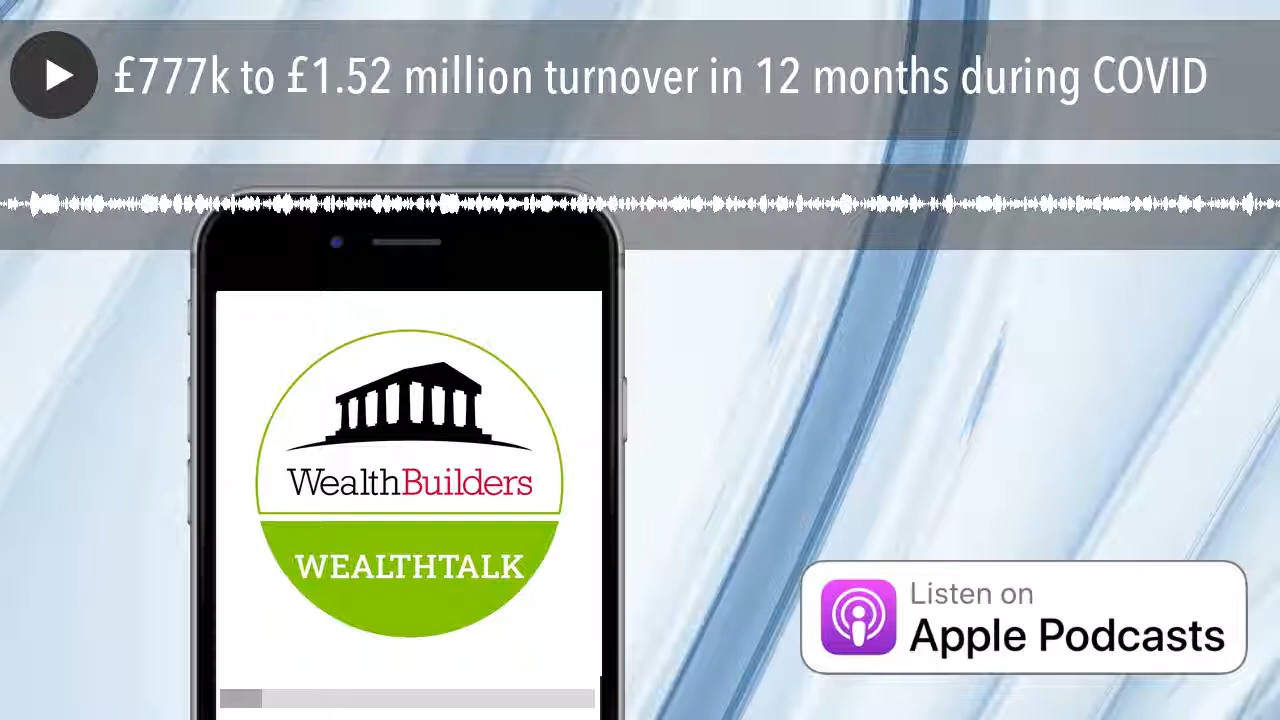 £777k to £1.52 million turnover in 12 months during COVID
WealthBuilders
WEALTHTALK
Listen on
Apple Podcasts